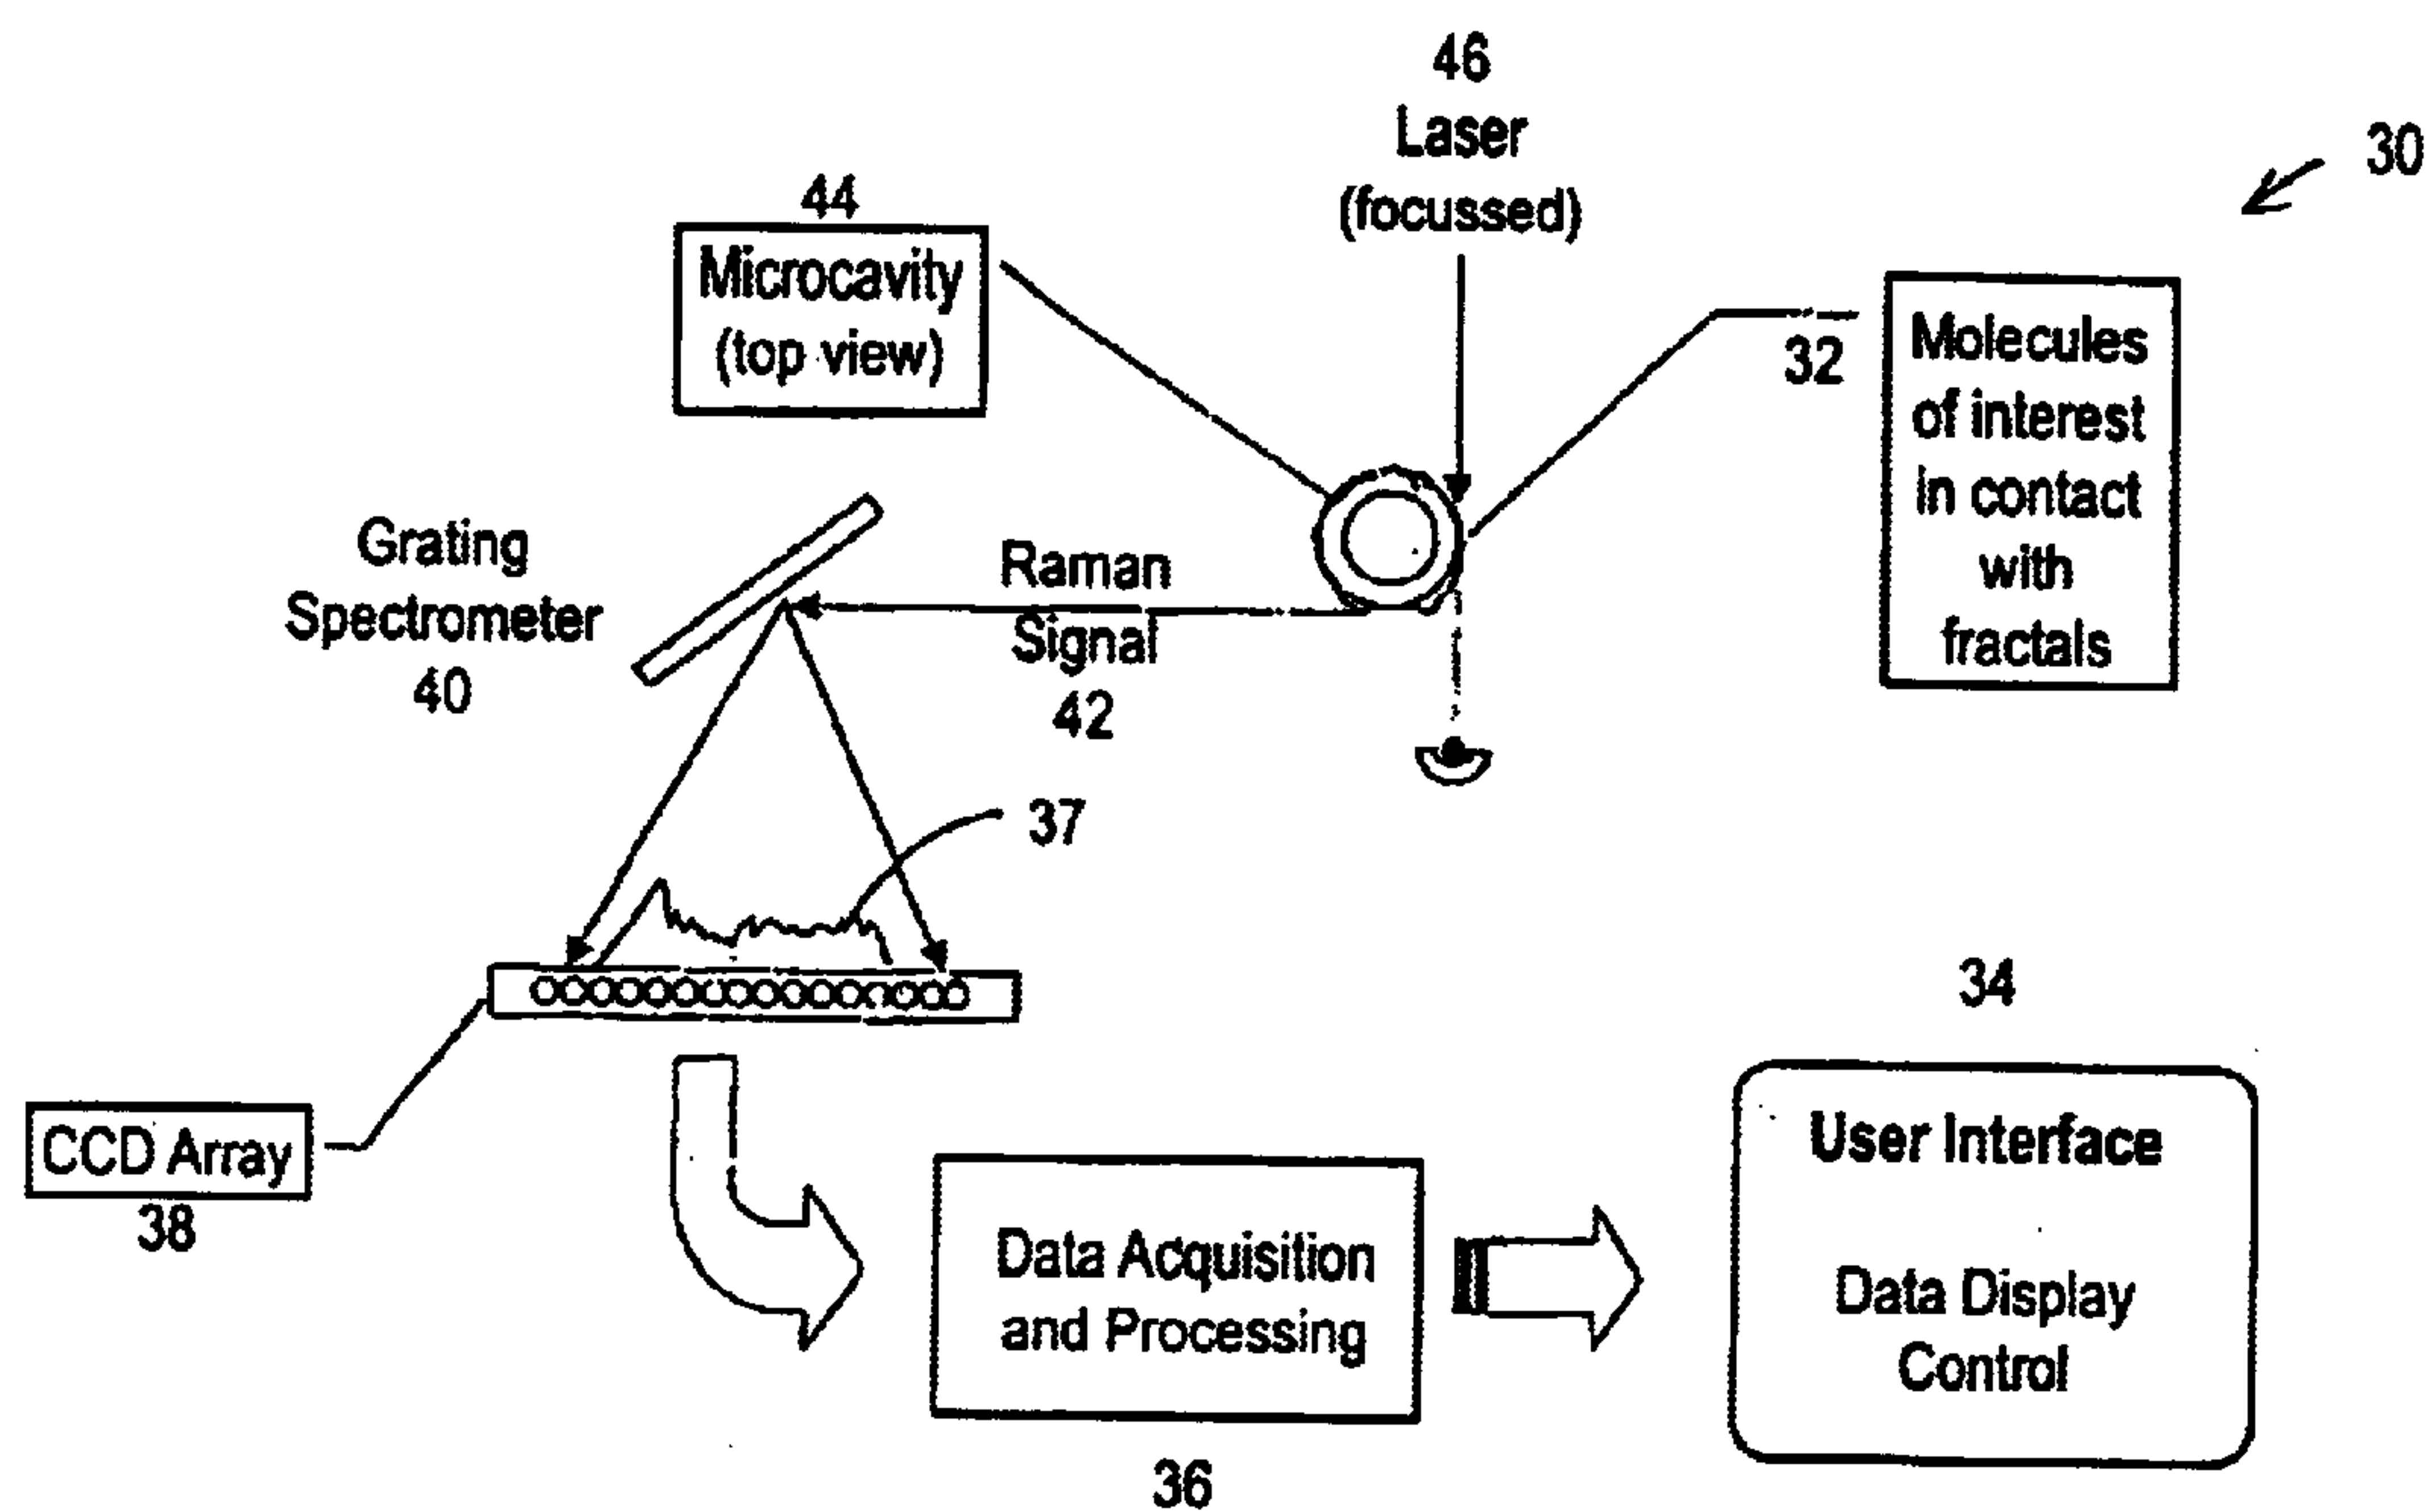 46
Laser
(focussed)
30
44
Microcavity
(top view)
32
Molecules
of interest
in contact
with
fractals
Grating
Spectrometer
40
Raman
Signal
42
37
CCD Array
38
Data Acquisition
and Processing
36
34
User Interface
Data Display
Control